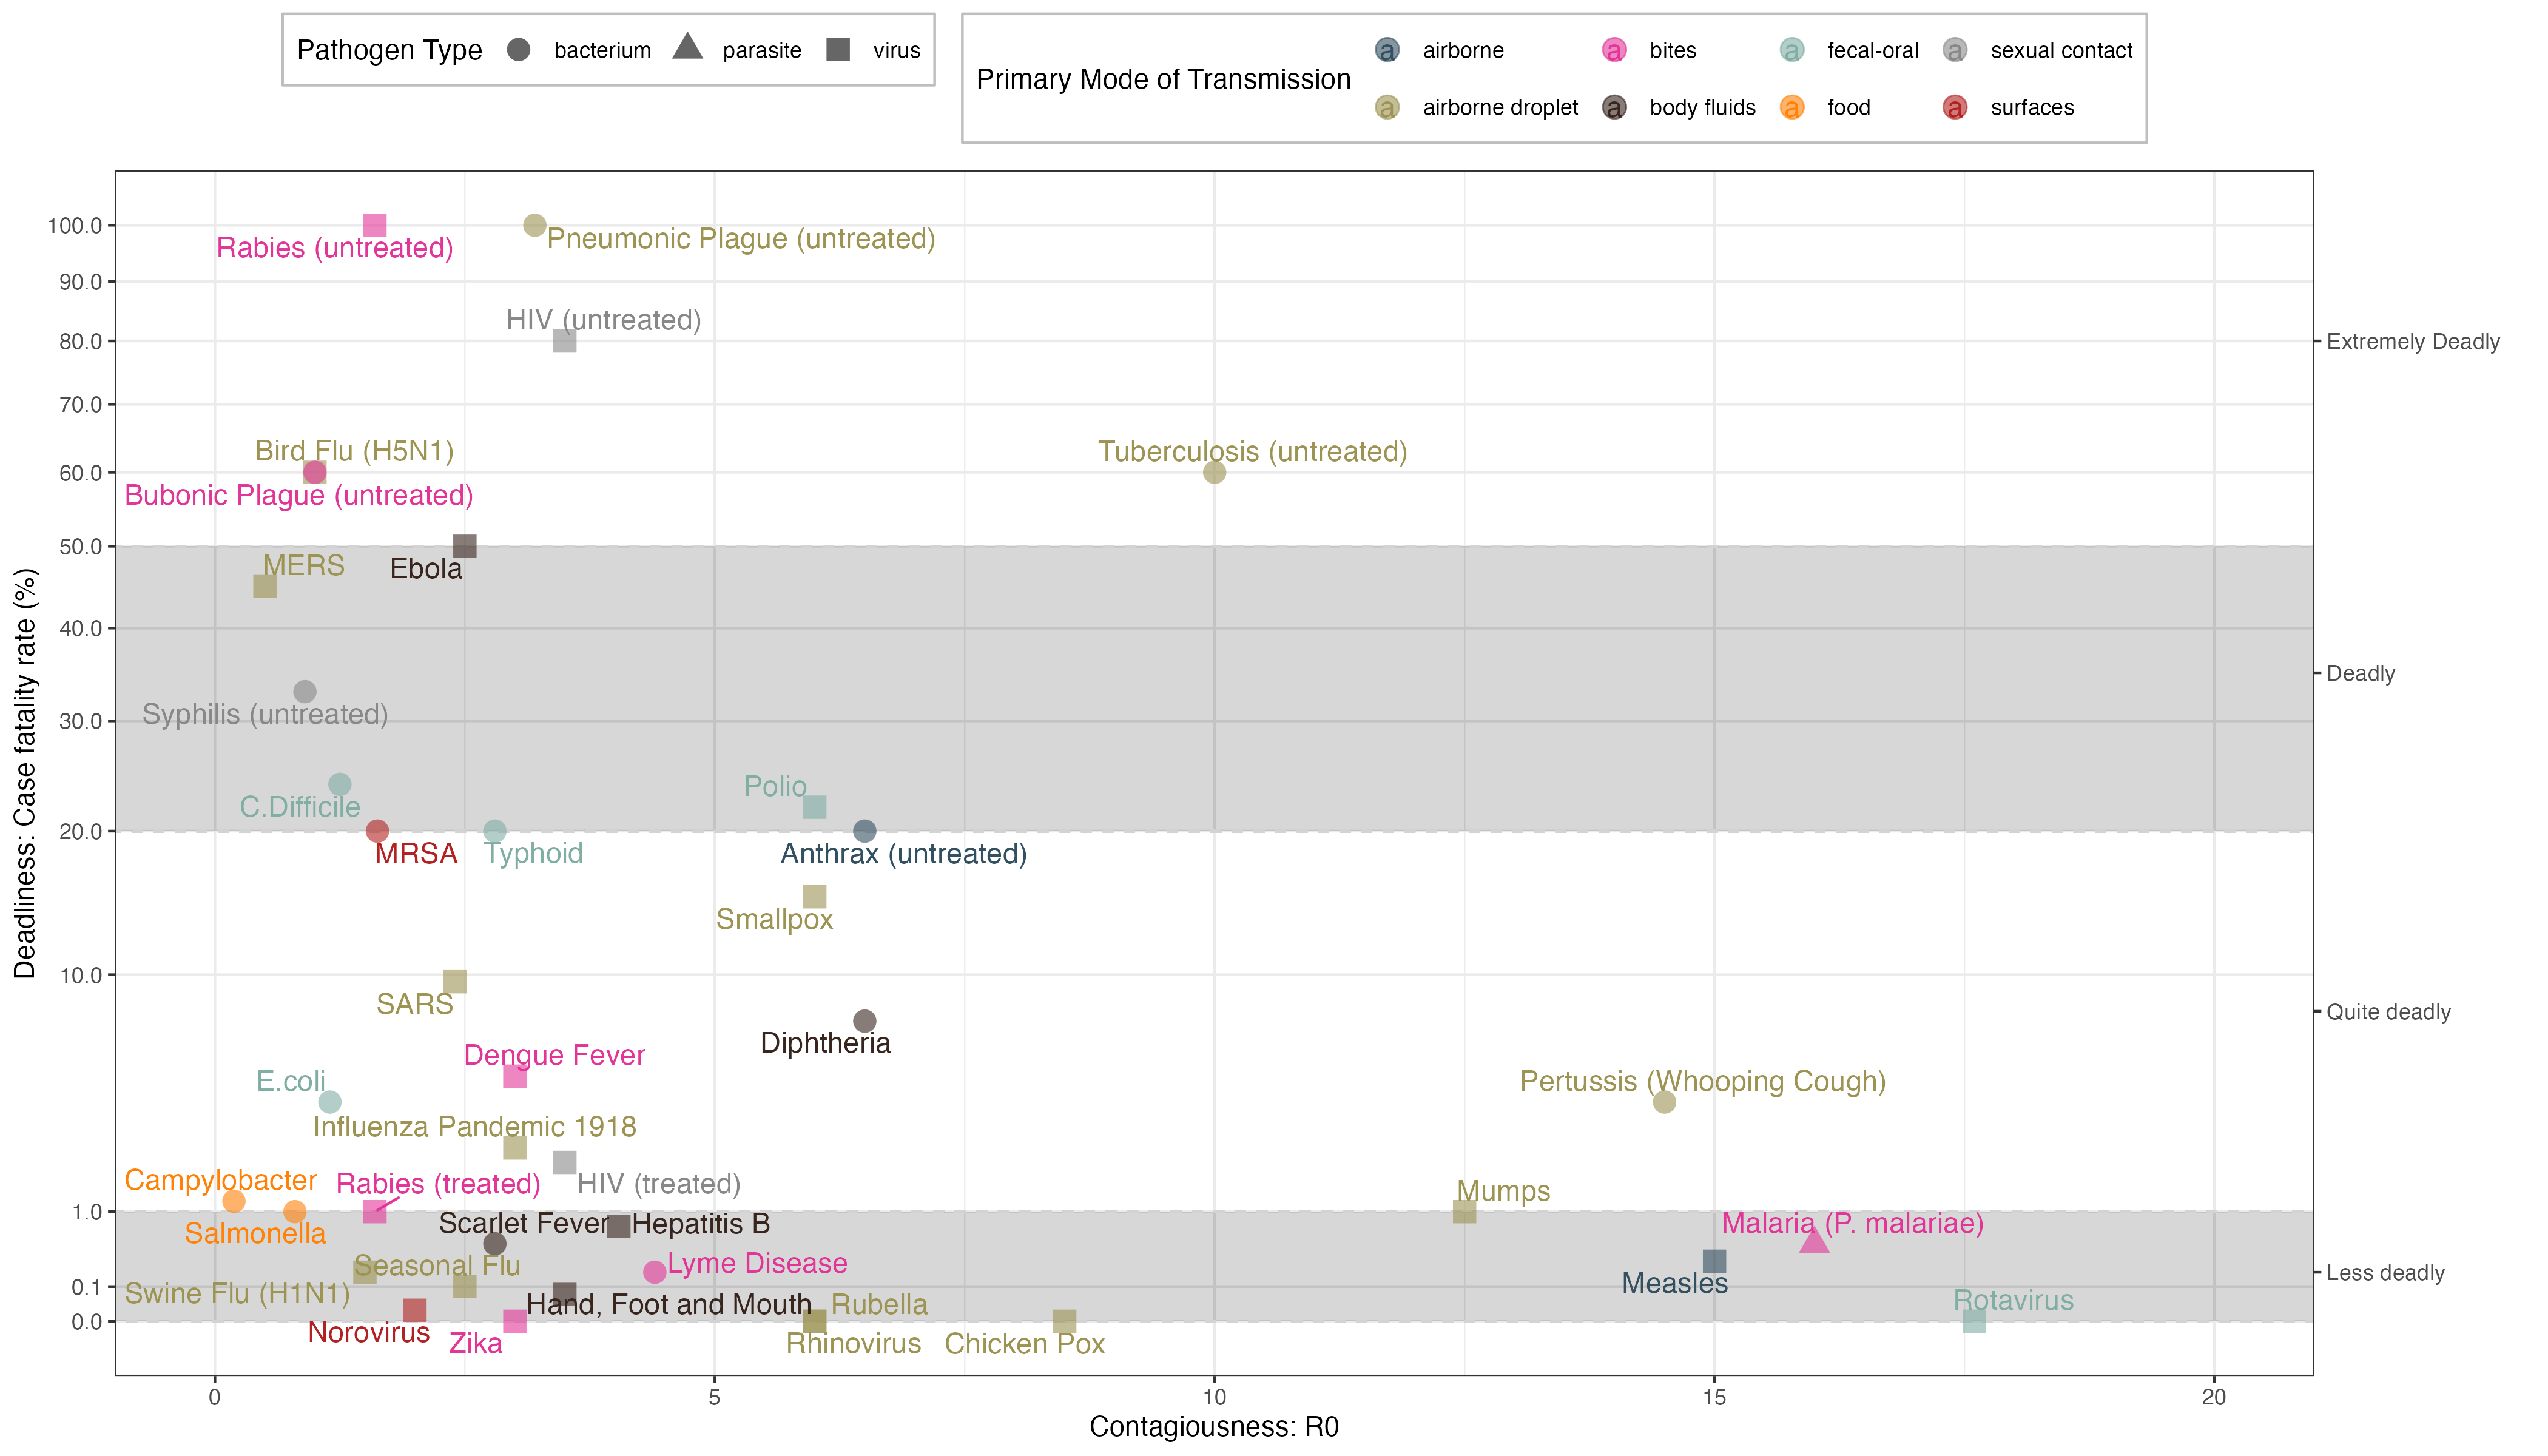 Pathogen Type bacterium parasite virus
Primary Mode of Transmission
a airborne a bites a fecal-oral a sexual contact
a airborne droplet a body fluids a food a surfaces
Deadliness: Case fatality rate (%)
100.0
90.0
80.0
70.0
60.0
50.0
40.0
30.0
20.0
10.0
1.0
0.1
0.0
Rabies (untreated)
Pneumonic Plague (untreated)
HIV (untreated)
Bird Flu (H5N1)
Tuberculosis (untreated)
Bubonic Plague (untreated)
MERS
Ebola
Syphilis (untreated)
C.Difficile
Polio
MRSA
Typhoid
Anthrax (untreated)
Smallpox
SARS
Diphtheria
Dengue Fever
E.coli
Pertussis (Whooping Cough)
Influenza Pandemic 1918
Campylobacter
Rabies (treated)
HIV (treated)
Mumps
Salmonella
Scarlet Fever
Hepatitis B
Malaria (P. malariae)
Seasonal Flu
Lyme Disease
Measles
Swine Flu (H1N1)
Hand, Foot and Mouth
Rubella
Rotavirus
Norovirus
Zika
Rhinovirus
Chicken Pox
Extremely Deadly
Deadly
Quite deadly
Less deadly
0 5 10 15 20
Contagiousness: R0